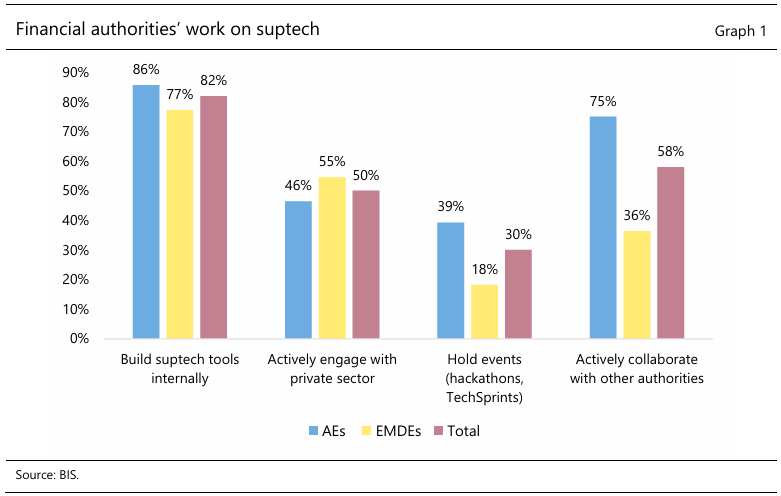 Financial authorities’ work on suptech
Graph 1
90%
80%
70%
60%
50%
40%
30%
20%
10%
0%
86%
77%
82%
46%
55%
50%
39%
18%
30%
75%
36%
58%
Build suptech tools
internally
Actively engage with
private sector
Hold events
(hackathons,
TechSprints)
Actively collaborate
with other authorities
AEs
EMDEs
Total
Source: BIS.